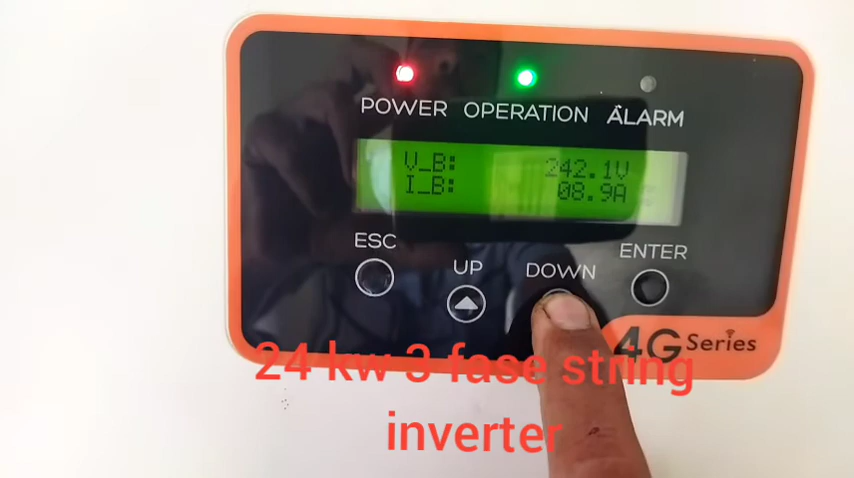 POWER OPERATION ALARM
V_B: 242.1V
I_B: 08.9A
ESC
UP
DOWN
ENTER
4G Series
24 kw 3 fase string
inverter